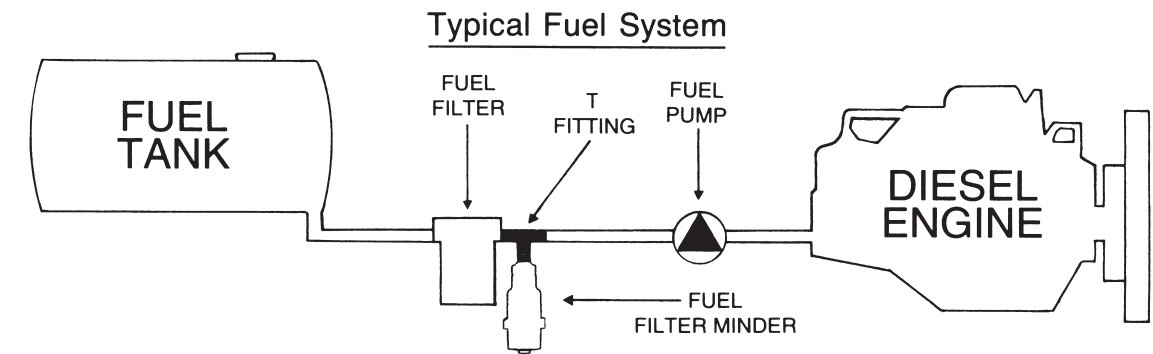 Typical Fuel System
FUEL
TANK
FUEL
FILTER
T
FITTING
FUEL
PUMP
DIESEL
ENGINE
FUEL
FILTER MINDER